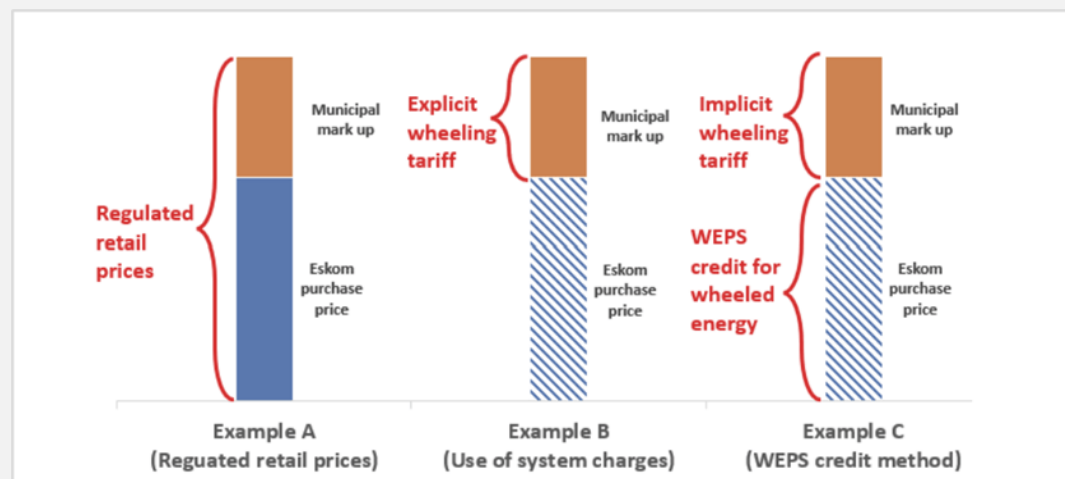 Regulated
retail
prices
Municipal
mark up
Eskom
purchase
price
Explicit
wheeling
tariff
Municipal
mark up
Eskom
purchase
price
Implicit
wheeling
tariff
Municipal
mark up
WEPS
credit for
wheeled
energy
Eskom
purchase
price
Example A
(Reguated retail prices)
Example B
(Use of system charges)
Example C
(WEPS credit method)